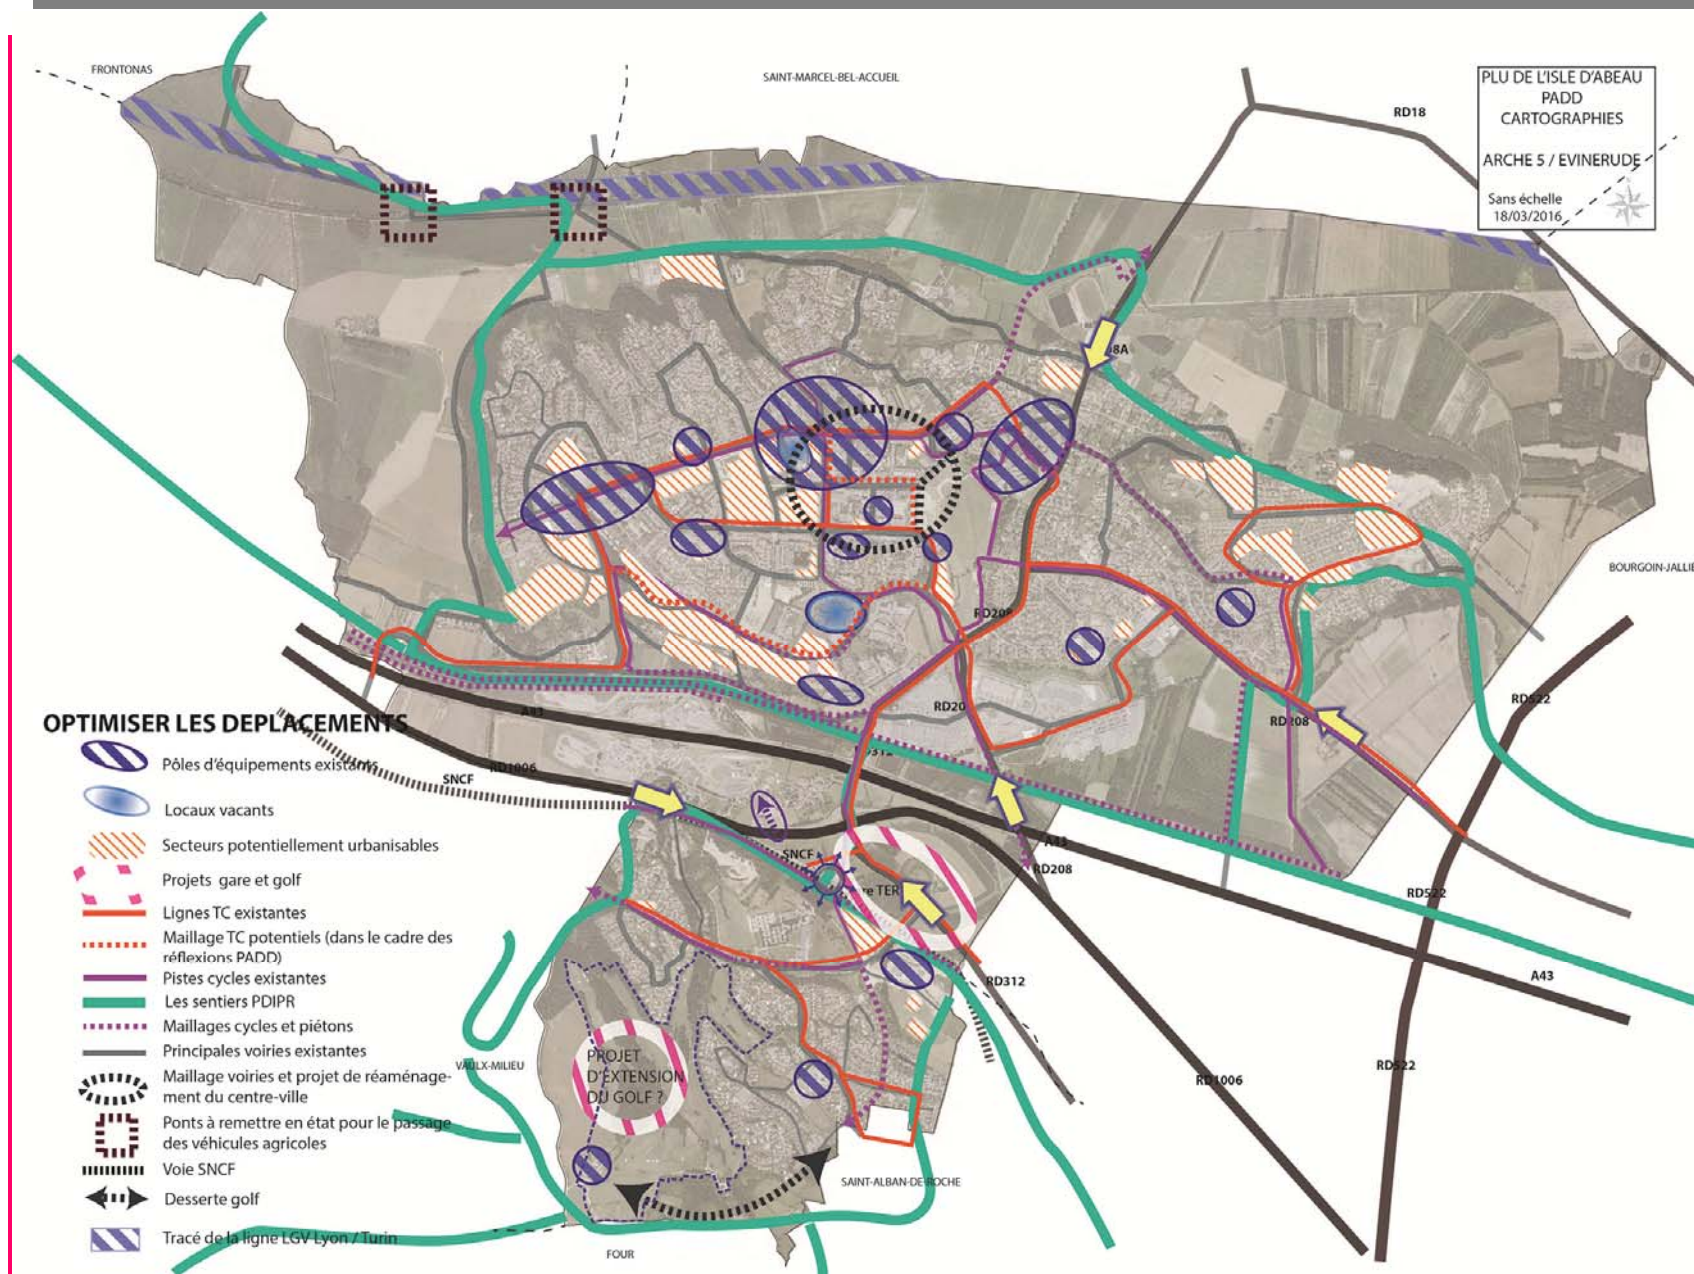 FRONTONAS
SAINT-MARCEL-BEL-ACCUEIL
PLU DE L'ISLE D'ABEAU
PADD
CARTOGRAPHIES
ARCHE 5 / EVINERUDE
Sans échelle
18/03/2016
RD18
BOURGOIN-JALLIE
RD208
RD20
RD208
RD522
A43
RD1006
SNCF
SNCF
A43
RD208
RD522
A43
RD312
RD522
RD1006
PROJET
D'EXTENSION
DU GOLF ?
VAULX-MILIEU
SAINT-ALBAN-DE-ROCHE
FOUR
OPTIMISER LES DEPLACEMENTS
Pôles d'équipements existants
Locaux vacants
Secteurs potentiellement urbanisables
Projets gare et golf
Lignes TC existantes
Maillage TC potentiels (dans le cadre des
réflexions PADD)
Pistes cycles existantes
Les sentiers PDIPR
Maillages cycles et piétons
Principales voiries existantes
Maillage voiries et projet de réaménage-
ment du centre-ville
Ponts à remettre en état pour le passage
des véhicules agricoles
Voie SNCF
Desserte golf
Tracé de la ligne LGV Lyon / Turin